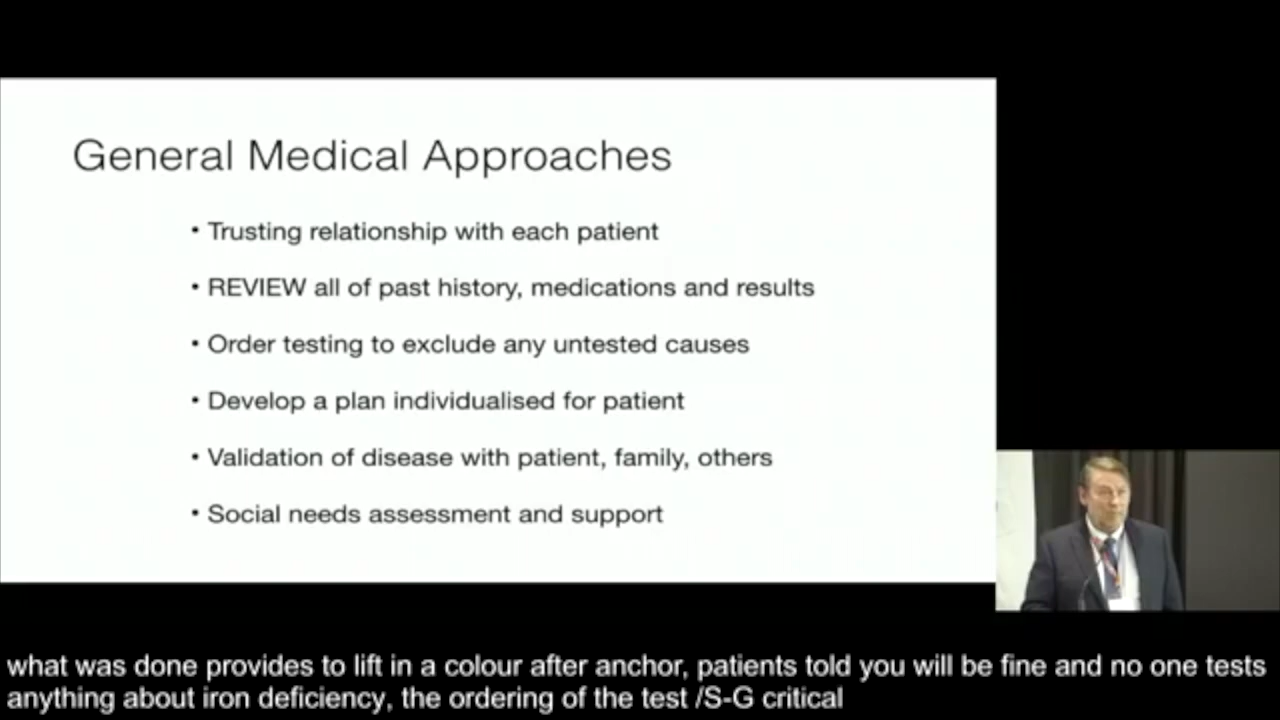 General Medical Approaches
• Trusting relationship with each patient
• REVIEW all of past history, medications and results
• Order testing to exclude any untested causes
• Develop a plan individualised for patient
• Validation of disease with patient, family, others
• Social needs assessment and support
what was done provides to lift in a colour after anchor, patients told you will be fine and no one tests
anything about iron deficiency, the ordering of the test /S-G critical